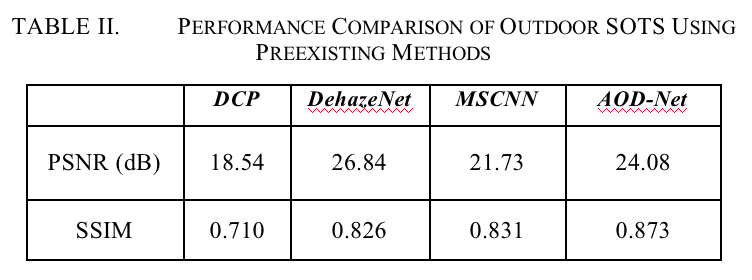 TABLE II. PERFORMANCE COMPARISON OF OUTDOOR SOTS USING
PREEXISTING METHODS
DCP DehazeNet MSCNN AOD-Net
PSNR (dB) 18.54 26.84 21.73 24.08
SSIM 0.710 0.826 0.831 0.873